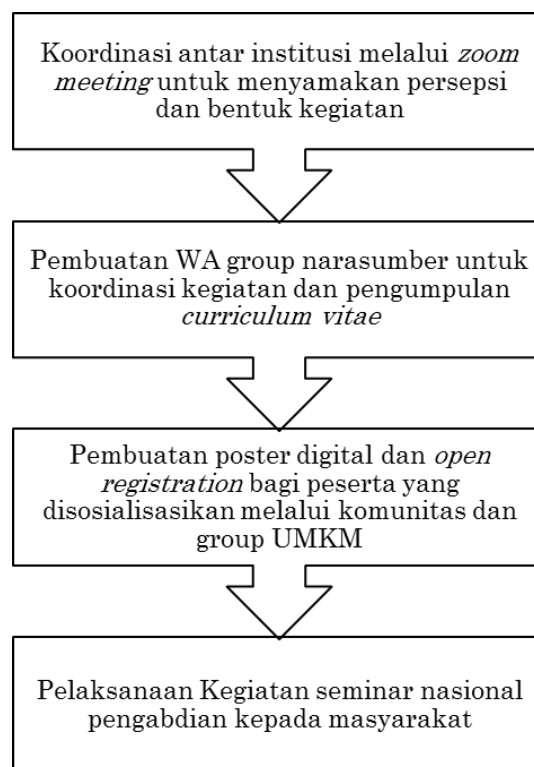 Koordinasi antar institusi melalui zoom
meeting untuk menyamakan persepsi
dan bentuk kegiatan
Pembuatan WA group narasumber untuk
koordinasi kegiatan dan pengumpulan
curriculum vitae
Pembuatan poster digital dan open
registration bagi peserta yang
disosialisasikan melalui komunitas dan
group UMKM
Pelaksanaan Kegiatan seminar nasional
pengabdian kepada masyarakat